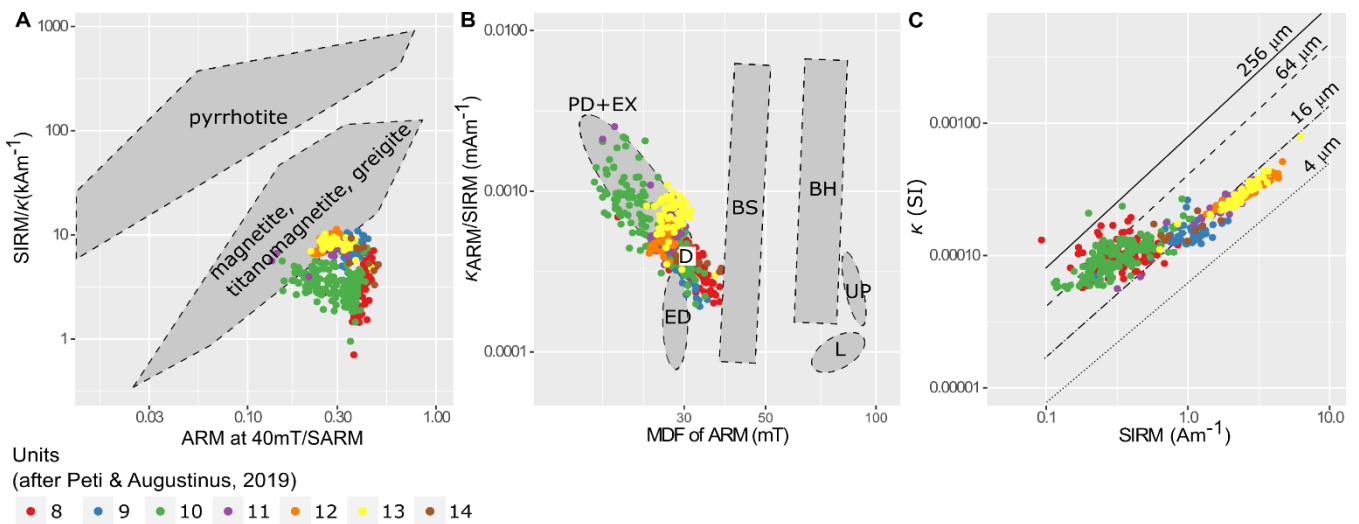 A
SIRM/κ(kAm⁻¹)
1000
100
10
1
pyrrhotite
magnetite,
titanomagnetite, greigite
0.03
0.10
0.30
1.00
ARM at 40mT/SARM
B
κARM/SIRM (mAm⁻¹)
0.0100
0.0010
0.0001
PD+EX
BS
BH
D
ED
UP
L
30
50
100
MDF of ARM (mT)
C
κ (SI)
0.00100
0.00010
0.00001
256 μm
64 μm
16 μm
4 μm
0.1
1.0
10.0
SIRM (Am⁻¹)
Units
(after Peti & Augustinus, 2019)
8 9 10 11 12 13 14